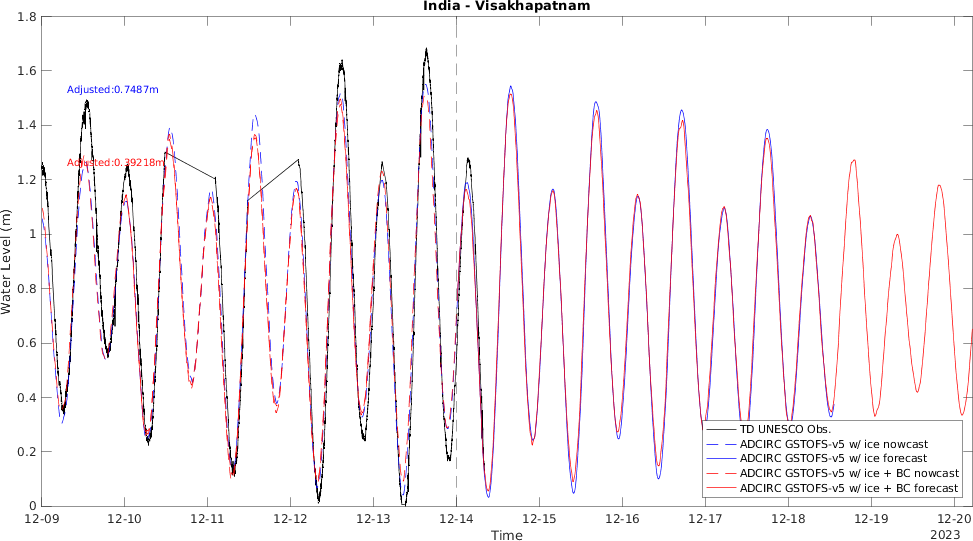 India - Visakhapatnam
1.8
1.6
1.4
1.2
1
0.8
0.6
0.4
0.2
0
Water Level (m)
Adjusted:0.7487m
Adjusted:0.39218m
TD UNESCO Obs.
ADCIRC GSTOFS-v5 w/ ice nowcast
ADCIRC GSTOFS-v5 w/ ice forecast
ADCIRC GSTOFS-v5 w/ ice + BC nowcast
ADCIRC GSTOFS-v5 w/ ice + BC forecast
12-09 12-10 12-11 12-12 12-13 12-14 12-15 12-16 12-17 12-18 12-19 12-20
Time
2023